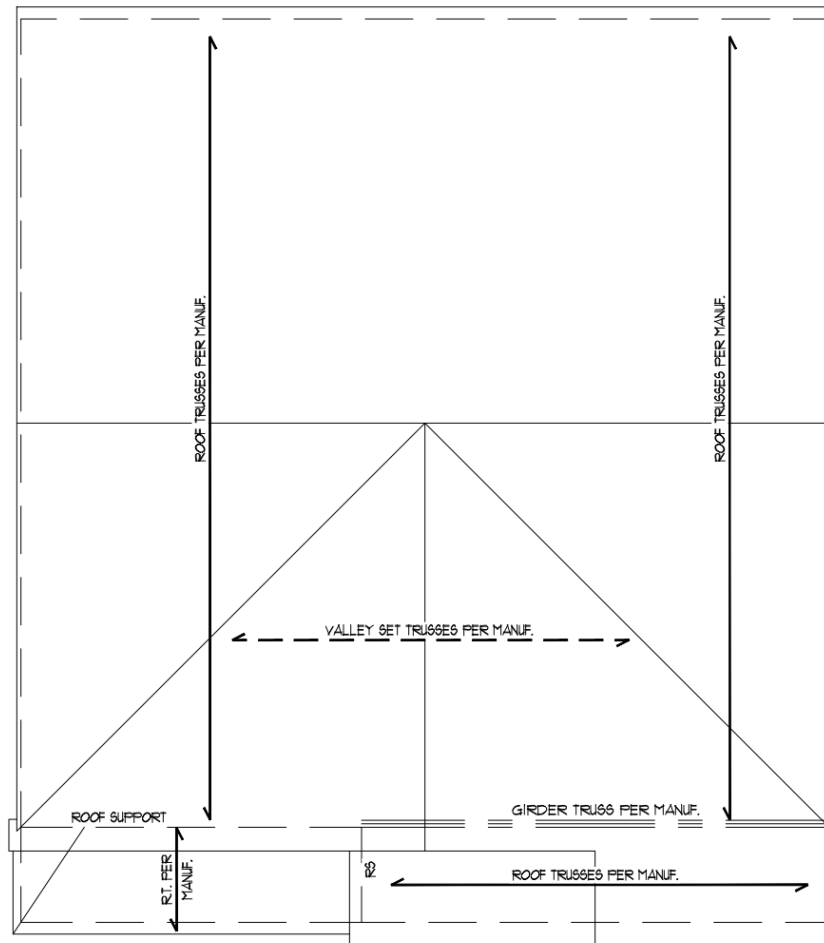 ROOF TRUSSES PER MANUF.
ROOF TRUSSES PER MANUF.
VALLEY SET TRUSSES PER MANUF.
GIRDER TRUSS PER MANUF.
ROOF SUPPORT
R.T. PER
MANUF.
RS
ROOF TRUSSES PER MANUF.